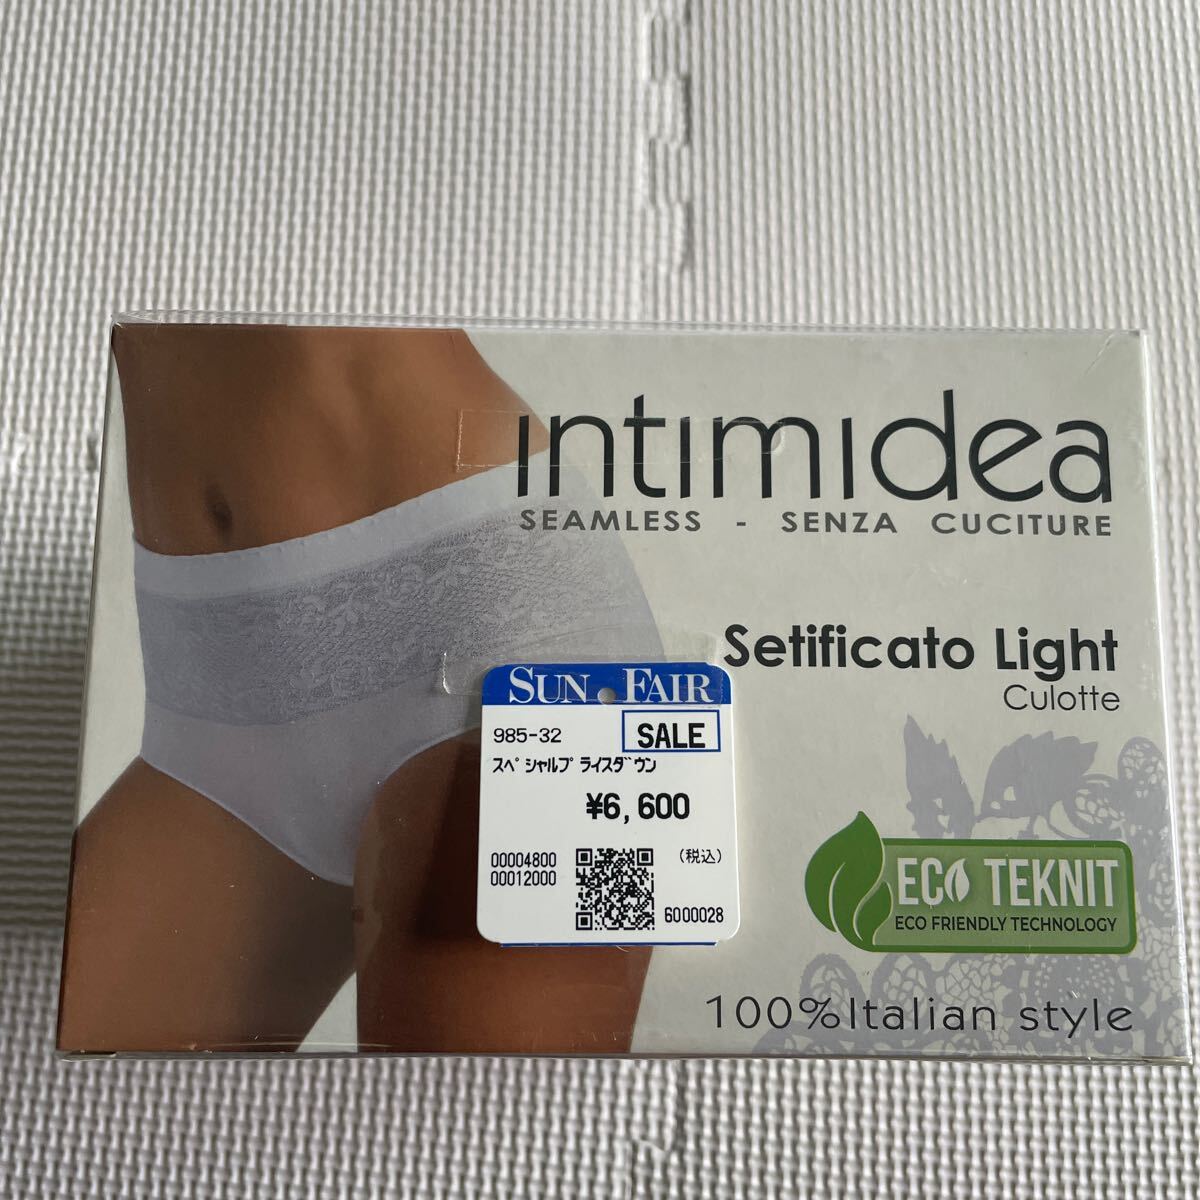 intimidea
SEAMLESS - SENZA CUCITURE
Setificato Light
Culotte
SUN FAIR
985-32 SALE
スペシャルプライスダウン
¥6,600
00004800 (税込)
00012000
6000028
ECO TEKNIT
ECO FRIENDLY TECHNOLOGY
100%Italian style